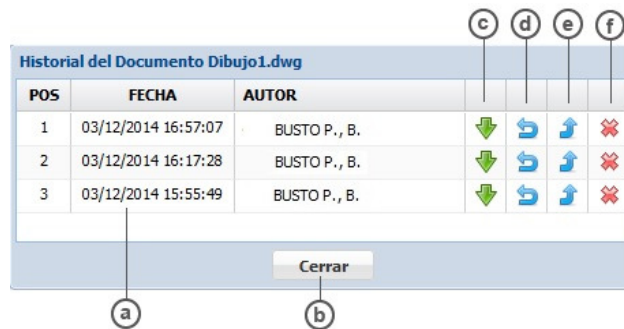 c d e f
Historial del Documento Dibujo1.dwg
POS FECHA AUTOR
1 03/12/2014 16:57:07 BUSTO P., B.
2 03/12/2014 16:17:28 BUSTO P., B.
3 03/12/2014 15:55:49 BUSTO P., B.
Cerrar
a b